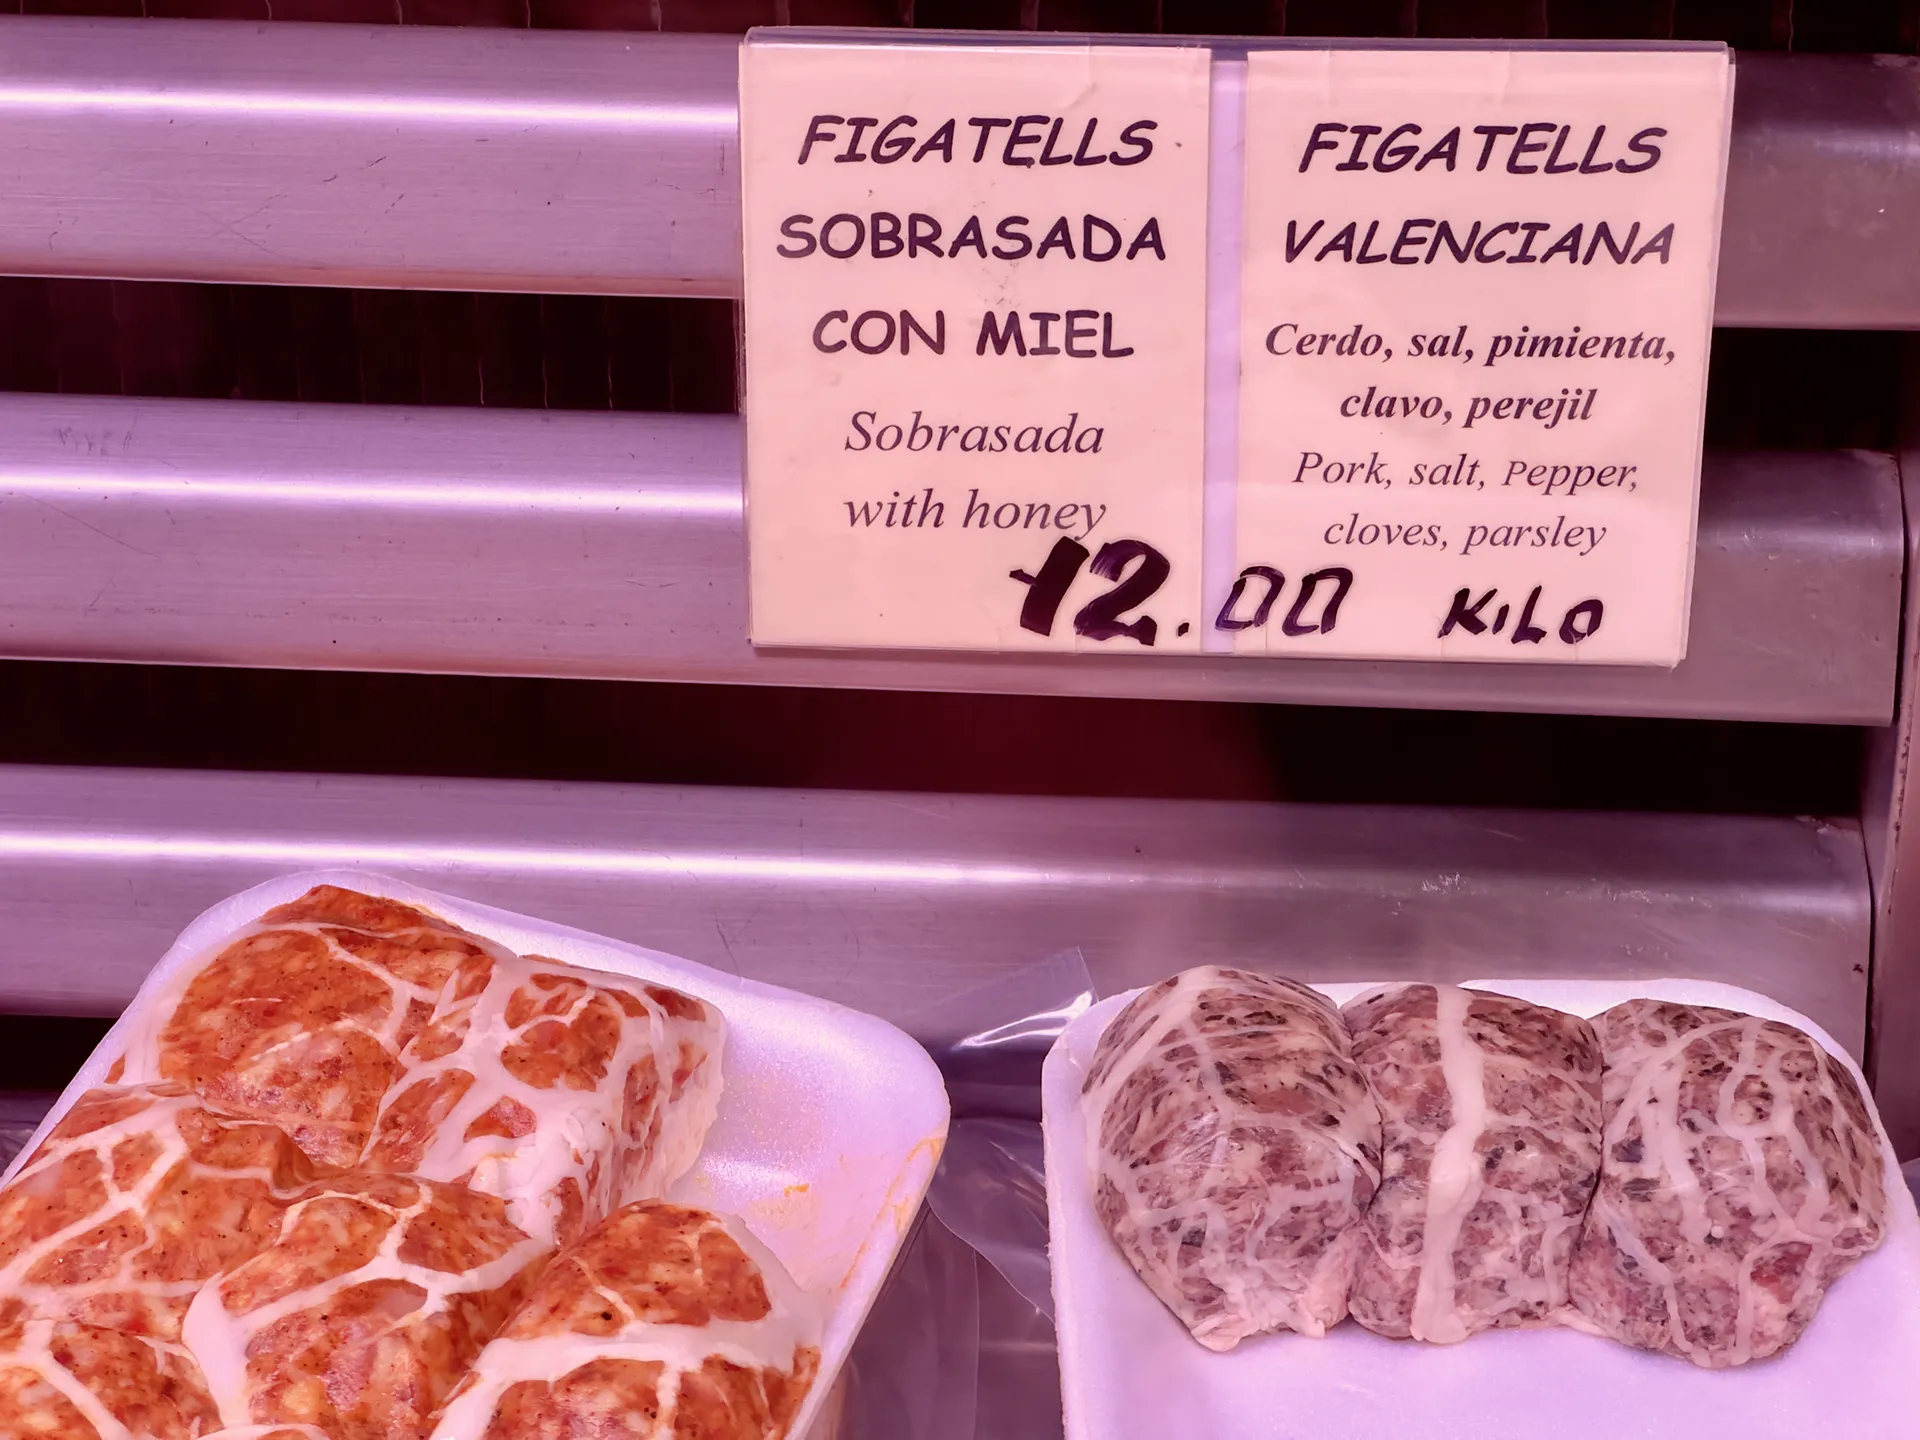 FIGATELLS
SOBRASADA
CON MIEL
Sobrasada
with honey
FIGATELLS
VALENCIANA
Cerdo, sal, pimienta,
clavo, perejil
Pork, salt, Pepper,
cloves, parsley
12.00 KILO